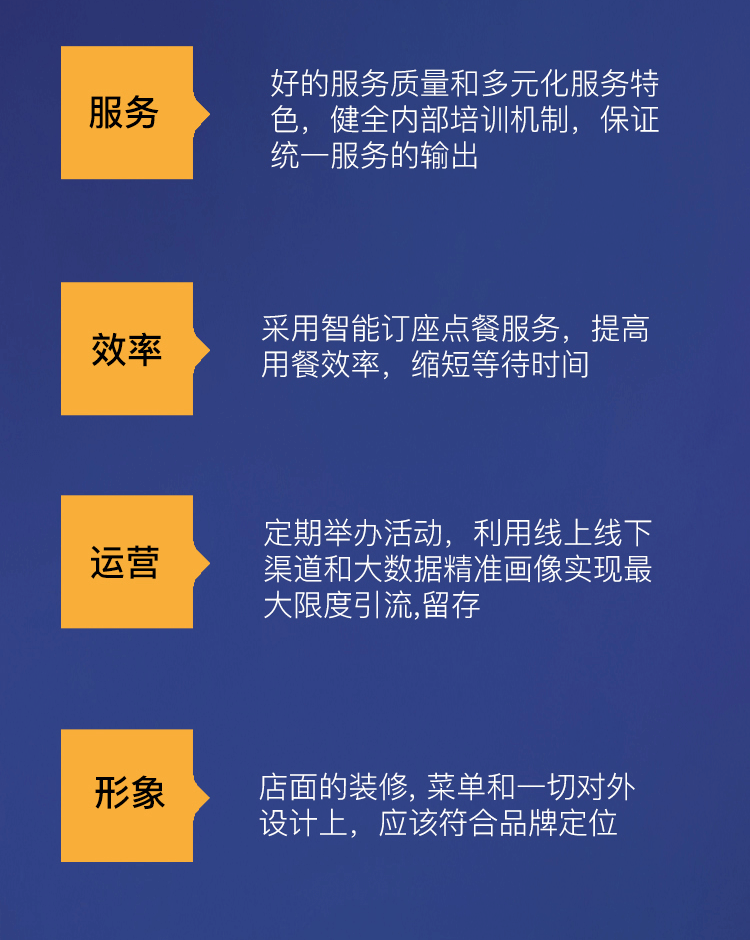 服务
好的服务质量和多元化服务特
色，健全内部培训机制，保证
统一服务的输出
效率
采用智能订座点餐服务，提高
用餐效率，缩短等待时间
运营
定期举办活动，利用线上线下
渠道和大数据精准画像实现最
大限度引流,留存
形象
店面的装修, 菜单和一切对外
设计上，应该符合品牌定位